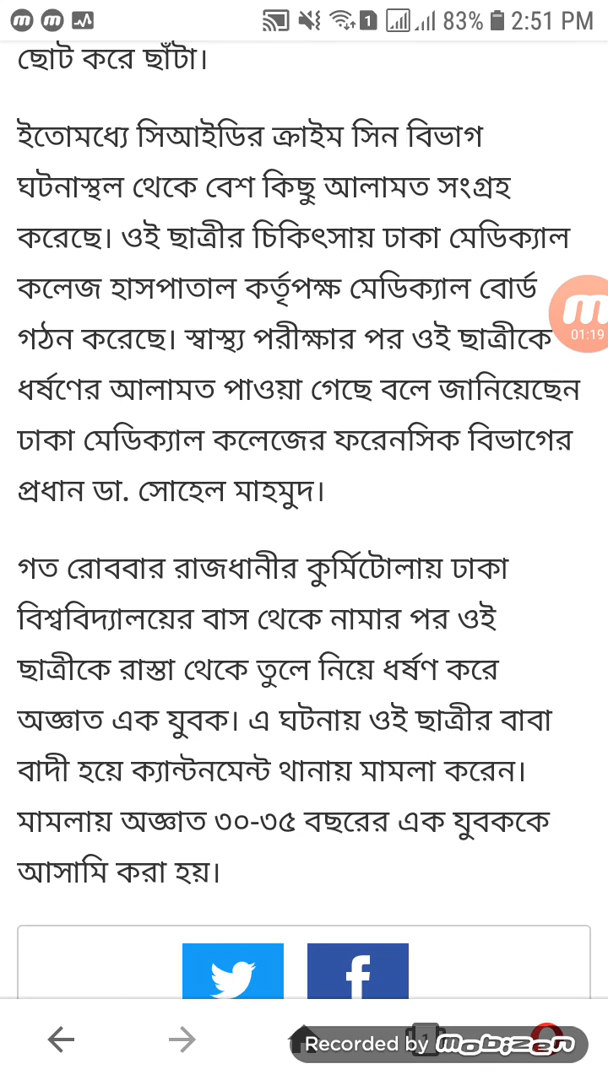 83% 2:51 PM
ছোট করে ছাঁটা।
ইতোমধ্যে সিআইডির ক্রাইম সিন বিভাগ
ঘটনাস্থল থেকে বেশ কিছু আলামত সংগ্রহ
করেছে। ওই ছাত্রীর চিকিৎসায় ঢাকা মেডিক্যাল
কলেজ হাসপাতাল কর্তৃপক্ষ মেডিক্যাল বোর্ড
গঠন করেছে। স্বাস্থ্য পরীক্ষার পর ওই ছাত্রীকে
01:19
ধর্ষণের আলামত পাওয়া গেছে বলে জানিয়েছেন
ঢাকা মেডিক্যাল কলেজের ফরেনসিক বিভাগের
প্রধান ডা. সোহেল মাহমুদ।
গত রোববার রাজধানীর কুর্মিটোলায় ঢাকা
বিশ্ববিদ্যালয়ের বাস থেকে নামার পর ওই
ছাত্রীকে রাস্তা থেকে তুলে নিয়ে ধর্ষণ করে
অজ্ঞাত এক যুবক। এ ঘটনায় ওই ছাত্রীর বাবা
বাদী হয়ে ক্যান্টনমেন্ট থানায় মামলা করেন।
মামলায় অজ্ঞাত ৩০-৩৫ বছরের এক যুবককে
আসামি করা হয়।
Recorded by mobizen